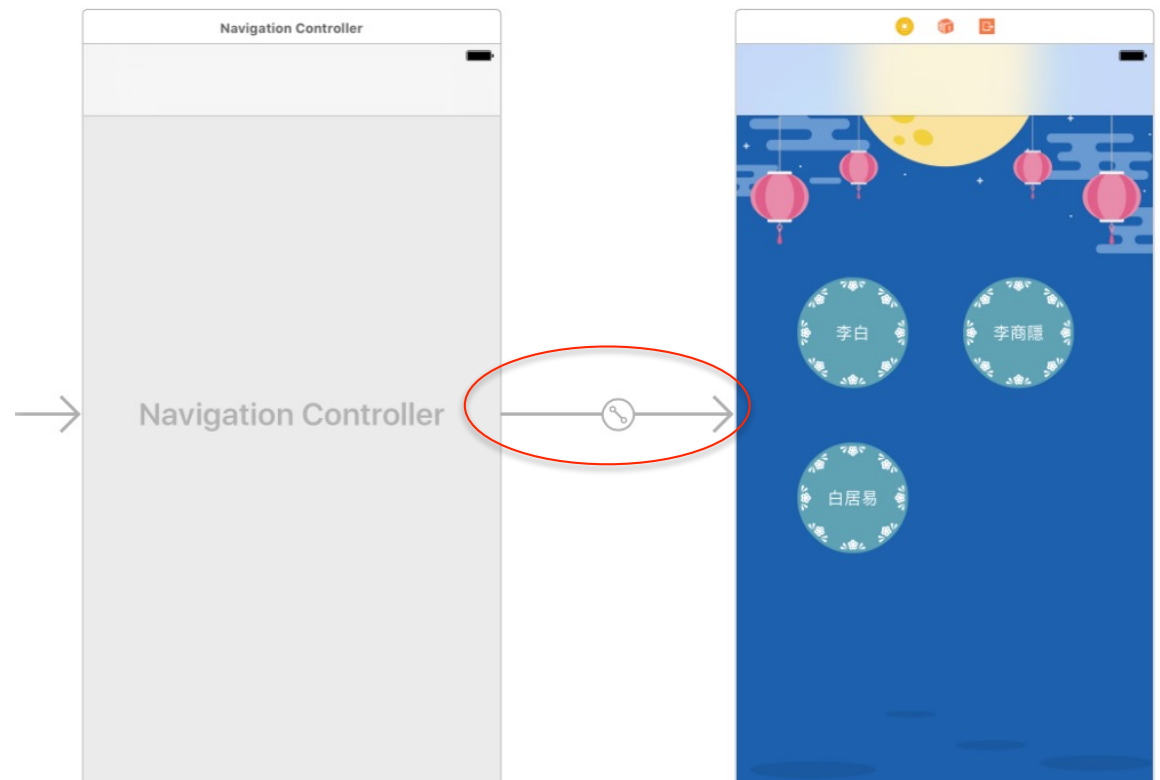 Navigation Controller
Navigation Controller
李白
李商隱
白居易